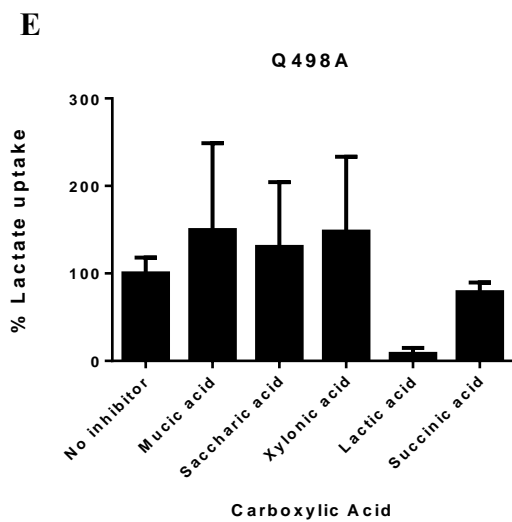 E
Q498A
% Lactate uptake
300
200
100
0
No inhibitor
Mucic acid
Saccharic acid
Xylonic acid
Lactic acid
Succinic acid
Carboxylic Acid